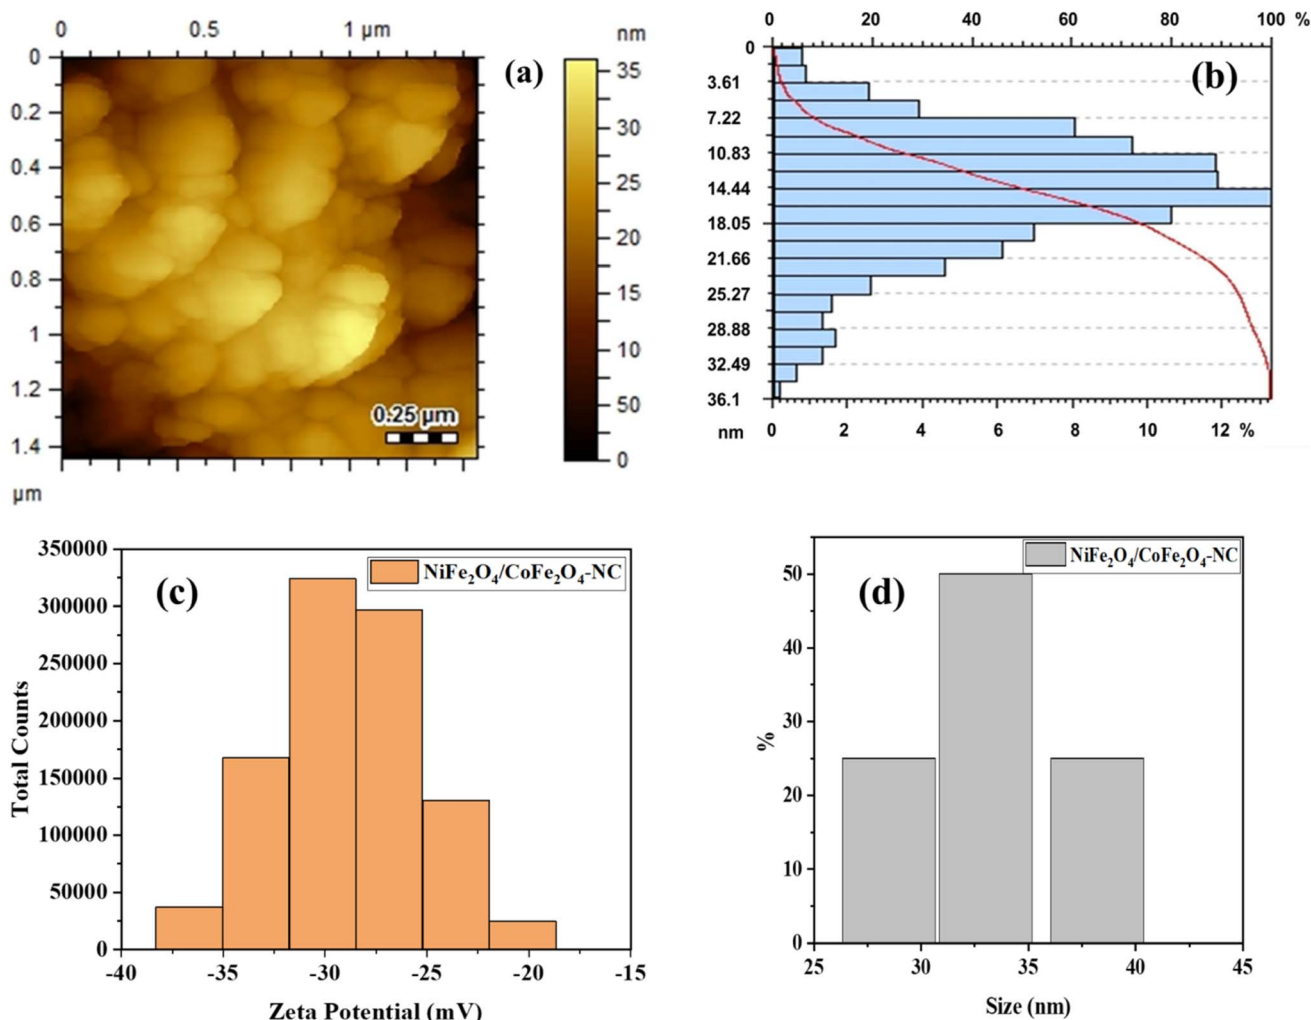 0 0.5 1 µm nm
(a)
0
0.2
0.4
0.6
0.8
1
1.2
1.4
µm
0.25 µm
35
30
25
20
15
10
50
0
0 20 40 60 80 100 %
(b)
0
3.61
7.22
10.83
14.44
18.05
21.66
25.27
28.88
32.49
36.1
nm 0 2 4 6 8 10 12 %
(c)
NiFe₂O₄/CoFe₂O₄-NC
350000
300000
250000
200000
150000
100000
50000
0
Total Counts
-40 -35 -30 -25 -20 -15
Zeta Potential (mV)
(d)
NiFe₂O₄/CoFe₂O₄-NC
50
40
30
20
10
0
%
25 30 35 40 45
Size (nm)